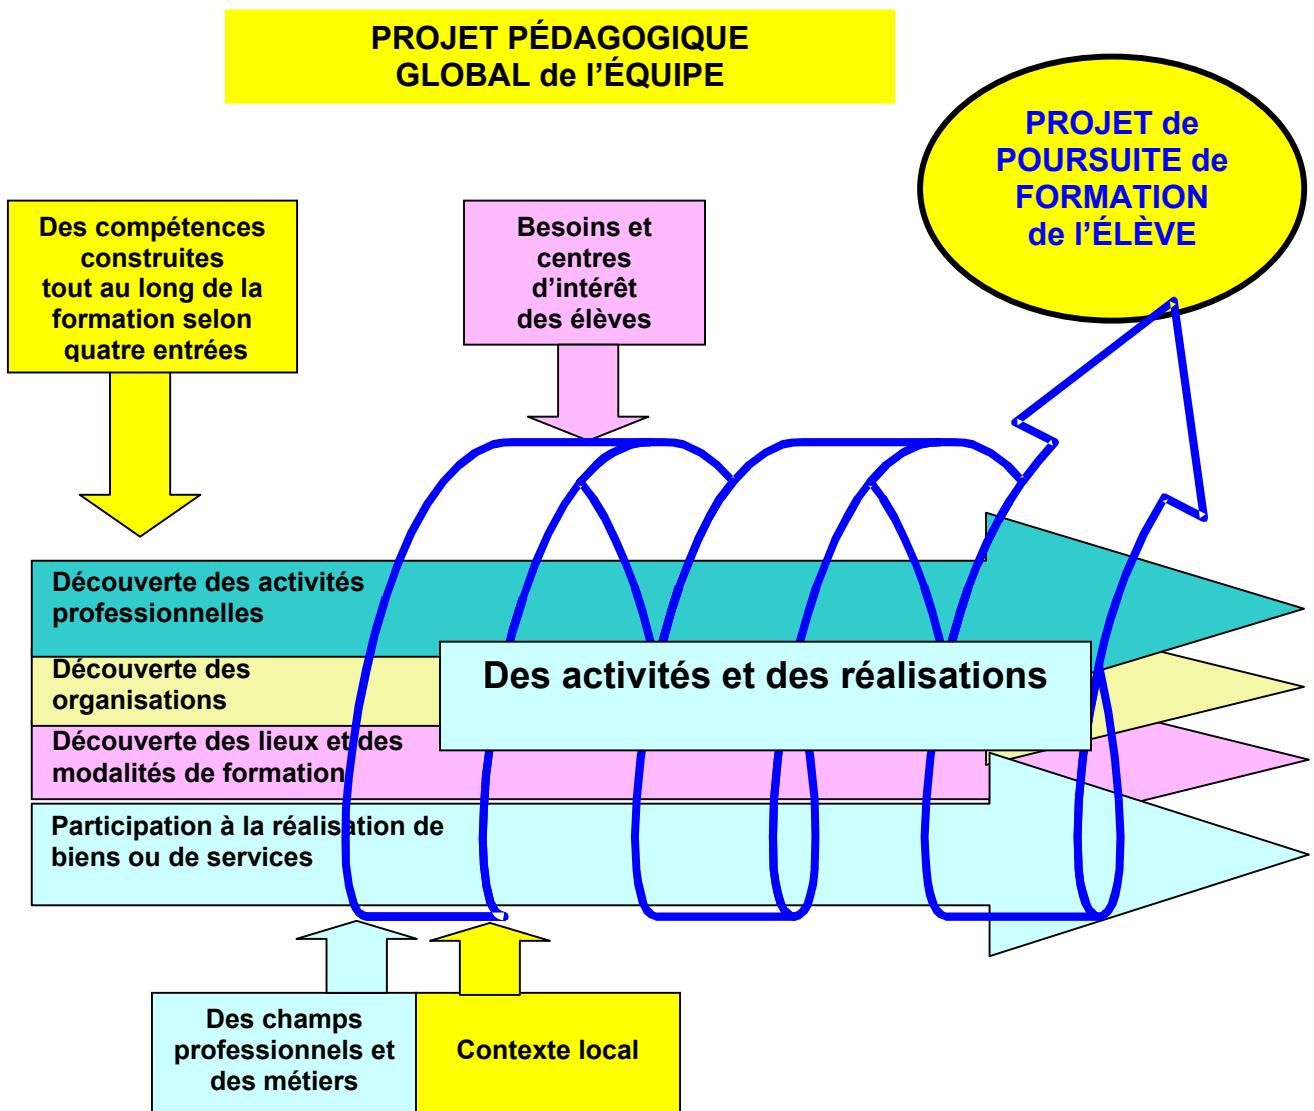 PROJET PÉDAGOGIQUE
GLOBAL de l’ÉQUIPE
PROJET de
POURSUITE de
FORMATION
de l’ÉLÈVE
Des compétences
construites
tout au long de la
formation selon
quatre entrées
Besoins et
centres
d’intérêt
des élèves
Découverte des activités
professionnelles
Découverte des
organisations
Découverte des lieux et des
modalités de formation
Participation à la réalisation de
biens ou de services
Des activités et des réalisations
Des champs
professionnels et
des métiers
Contexte local